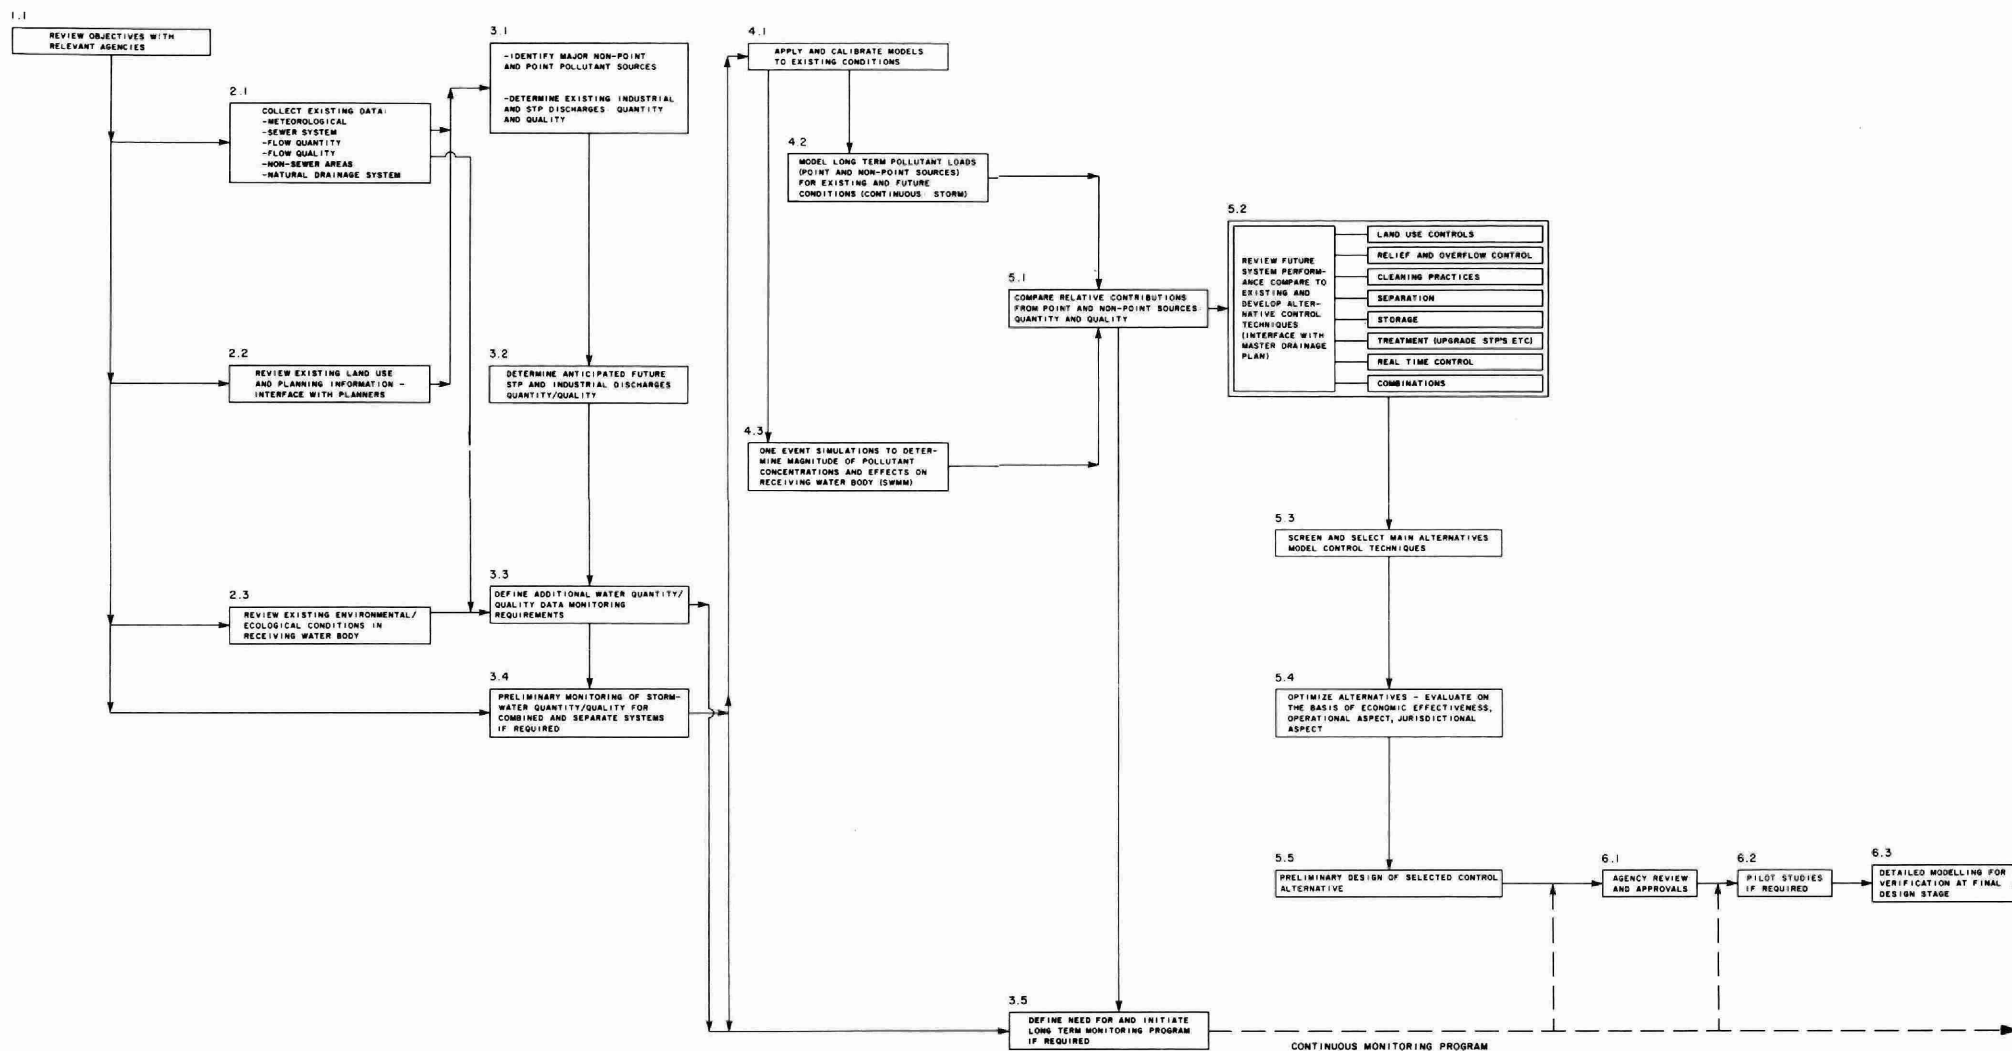 1.1
REVIEW OBJECTIVES WITH
RELEVANT AGENCIES
2.1
COLLECT EXISTING DATA:
-METEOROLOGICAL
-SEWER SYSTEM
-FLOW QUANTITY
-FLOW QUALITY
-NON-SEWER AREAS
-NATURAL DRAINAGE SYSTEM
2.2
REVIEW EXISTING LAND USE
AND PLANNING INFORMATION -
INTERFACE WITH PLANNERS
2.3
REVIEW EXISTING ENVIRONMENTAL/
ECOLOGICAL CONDITIONS IN
RECEIVING WATER BODY
3.1
-IDENTIFY MAJOR NON-POINT
AND POINT POLLUTANT SOURCES
-DETERMINE EXISTING INDUSTRIAL
AND STP DISCHARGES QUANTITY
AND QUALITY
3.2
DETERMINE ANTICIPATED FUTURE
STP AND INDUSTRIAL DISCHARGES
QUANTITY/QUALITY
3.3
DEFINE ADDITIONAL WATER QUANTITY/
QUALITY DATA MONITORING
REQUIREMENTS
3.4
PRELIMINARY MONITORING OF STORM-
WATER QUANTITY/QUALITY FOR
COMBINED AND SEPARATE SYSTEMS
IF REQUIRED
4.1
APPLY AND CALIBRATE MODELS
TO EXISTING CONDITIONS
4.2
MODEL LONG TERM POLLUTANT LOADS
(POINT AND NON-POINT SOURCES)
FOR EXISTING AND FUTURE
CONDITIONS (CONTINUOUS STORM)
4.3
ONE EVENT SIMULATIONS TO DETER-
MINE MAGNITUDE OF POLLUTANT
CONCENTRATIONS AND EFFECTS ON
RECEIVING WATER BODY (SWMM)
5.1
COMPARE RELATIVE CONTRIBUTIONS
FROM POINT AND NON-POINT SOURCES:
QUANTITY AND QUALITY
3.5
DEFINE NEED FOR AND INITIATE
LONG TERM MONITORING PROGRAM
IF REQUIRED
5.2
REVIEW FUTURE
SYSTEM PERFORM-
ANCE COMPARE TO
EXISTING AND
DEVELOP ALTER-
NATIVE CONTROL
TECHNIQUES
(INTERFACE WITH
MASTER DRAINAGE
PLAN)
LAND USE CONTROLS
RELIEF AND OVERFLOW CONTROL
CLEANING PRACTICES
SEPARATION
STORAGE
TREATMENT (UPGRADE STP'S ETC)
REAL TIME CONTROL
COMBINATIONS
5.3
SCREEN AND SELECT MAIN ALTERNATIVES
MODEL CONTROL TECHNIQUES
5.4
OPTIMIZE ALTERNATIVES - EVALUATE ON
THE BASIS OF ECONOMIC EFFECTIVENESS,
OPERATIONAL ASPECT, JURISDICTIONAL
ASPECT
5.5
PRELIMINARY DESIGN OF SELECTED CONTROL
ALTERNATIVE
6.1
AGENCY REVIEW
AND APPROVALS
6.2
PILOT STUDIES
IF REQUIRED
6.3
DETAILED MODELLING FOR
VERIFICATION AT FINAL
DESIGN STAGE
CONTINUOUS MONITORING PROGRAM